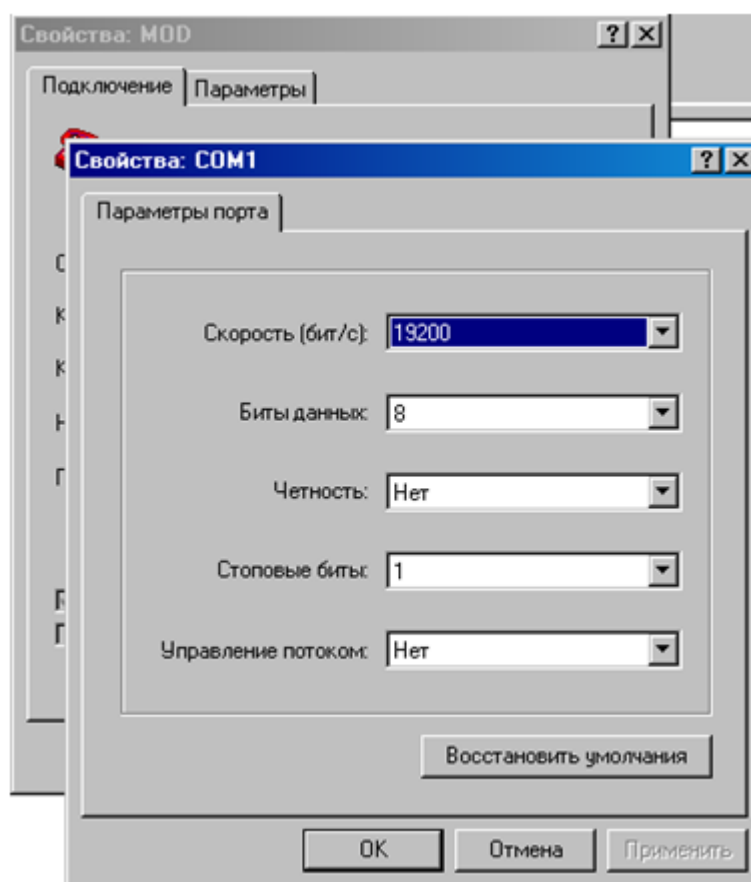 Свойства: MOD
Подключение
Параметры
Свойства: COM1
Параметры порта
Скорость (бит/с): 19200
Биты данных: 8
Четность: Нет
Стоповые биты: 1
Управление потоком: Нет
Восстановить умолчания
OK
Отмена
Применить